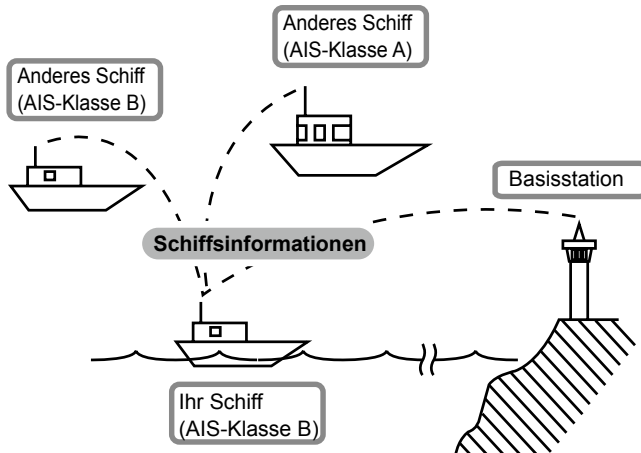 Anderes Schiff
(AIS-Klasse A)
Anderes Schiff
(AIS-Klasse B)
Basisstation
Schiffsinformationen
Ihr Schiff
(AIS-Klasse B)